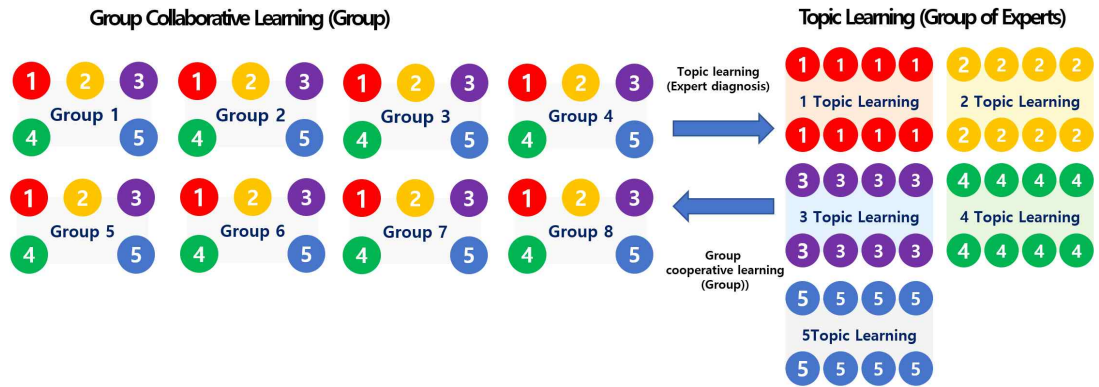 Group Collaborative Learning (Group)
1 2 3 1 2 3 1 2 3 1 2 3
Group 1 Group 2 Group 3 Group 4
4 5 4 5 4 5 4 5
1 2 3 1 2 3 1 2 3 1 2 3
Group 5 Group 6 Group 7 Group 8
4 5 4 5 4 5 4 5
Topic learning
(Expert diagnosis)
Group
cooperative learning
(Group))
Topic Learning (Group of Experts)
1 1 1 1
1 Topic Learning
1 1 1 1
2 2 2 2
2 Topic Learning
2 2 2 2
3 3 3 3
3 Topic Learning
3 3 3 3
4 4 4 4
4 Topic Learning
4 4 4 4
5 5 5 5
5Topic Learning
5 5 5 5